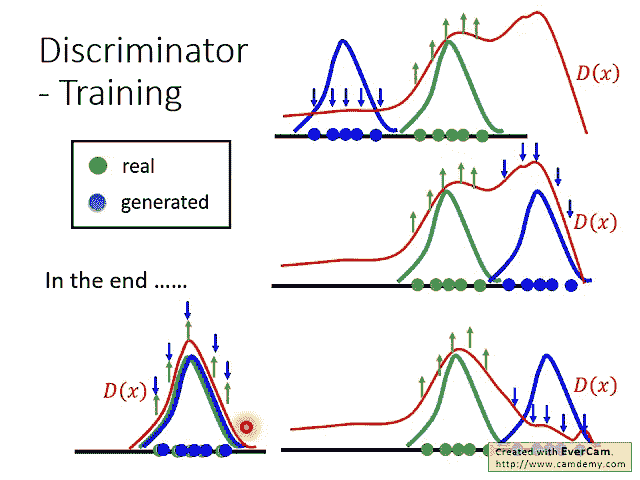 Discriminator
- Training
real
generated
In the end ……
D(x)
D(x)
D(x)
D(x)
Created with EverCam.
http://www.camdemy.com